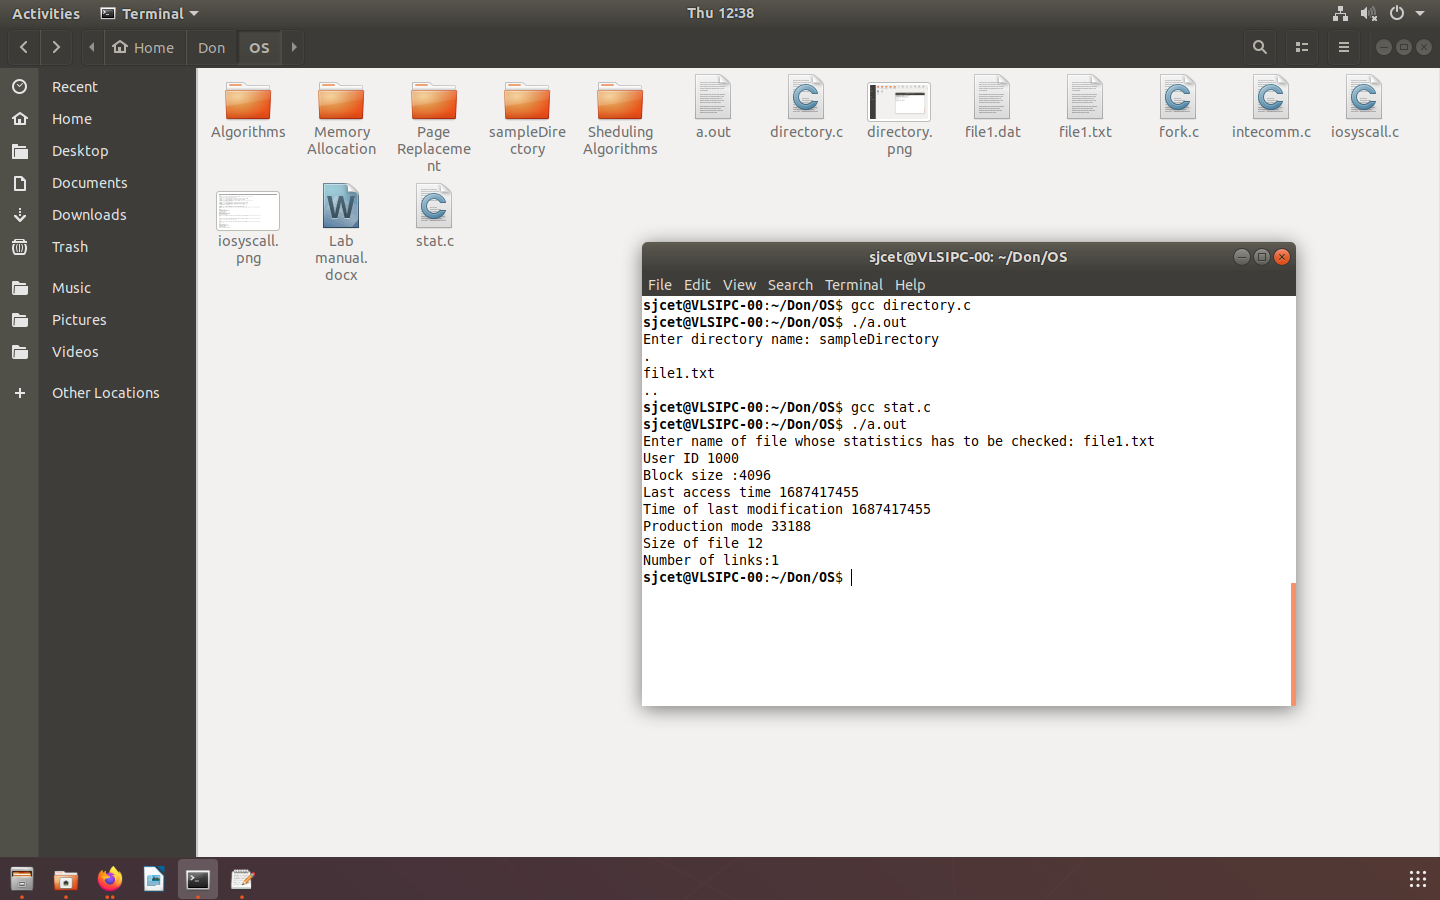 Activities
Terminal
Thu 12:38
Home
Don
OS
Recent
Home
Desktop
Documents
Downloads
Trash
Music
Pictures
Videos
Other Locations
Algorithms
Memory
Allocation
Page
Replaceme
nt
sampleDire
ctory
Sheduling
Algorithms
a.out
directory.c
directory.
png
file1.dat
file1.txt
fork.c
intecomm.c
iosyscall.c
iosyscall.
png
Lab
manual.
docx
stat.c
sjcet@VLSIPC-00: ~/Don/OS
File Edit View Search Terminal Help
sjcet@VLSIPC-00:~/Don/OS$ gcc directory.c
sjcet@VLSIPC-00:~/Don/OS$ ./a.out
Enter directory name: sampleDirectory
.
file1.txt
..
sjcet@VLSIPC-00:~/Don/OS$ gcc stat.c
sjcet@VLSIPC-00:~/Don/OS$ ./a.out
Enter name of file whose statistics has to be checked: file1.txt
User ID 1000
Block size :4096
Last access time 1687417455
Time of last modification 1687417455
Production mode 33188
Size of file 12
Number of links:1
sjcet@VLSIPC-00:~/Don/OS$